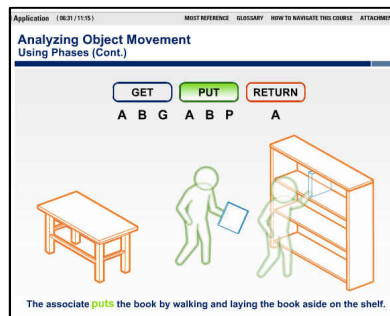 Application ( 06:31 / 11:15 ) MOST REFERENCE GLOSSARY HOW TO NAVIGATE THIS COURSE ATTACHMEN
Analyzing Object Movement
Using Phases (Cont.)
GET PUT RETURN
A B G A B P A
The associate puts the book by walking and laying the book aside on the shelf.